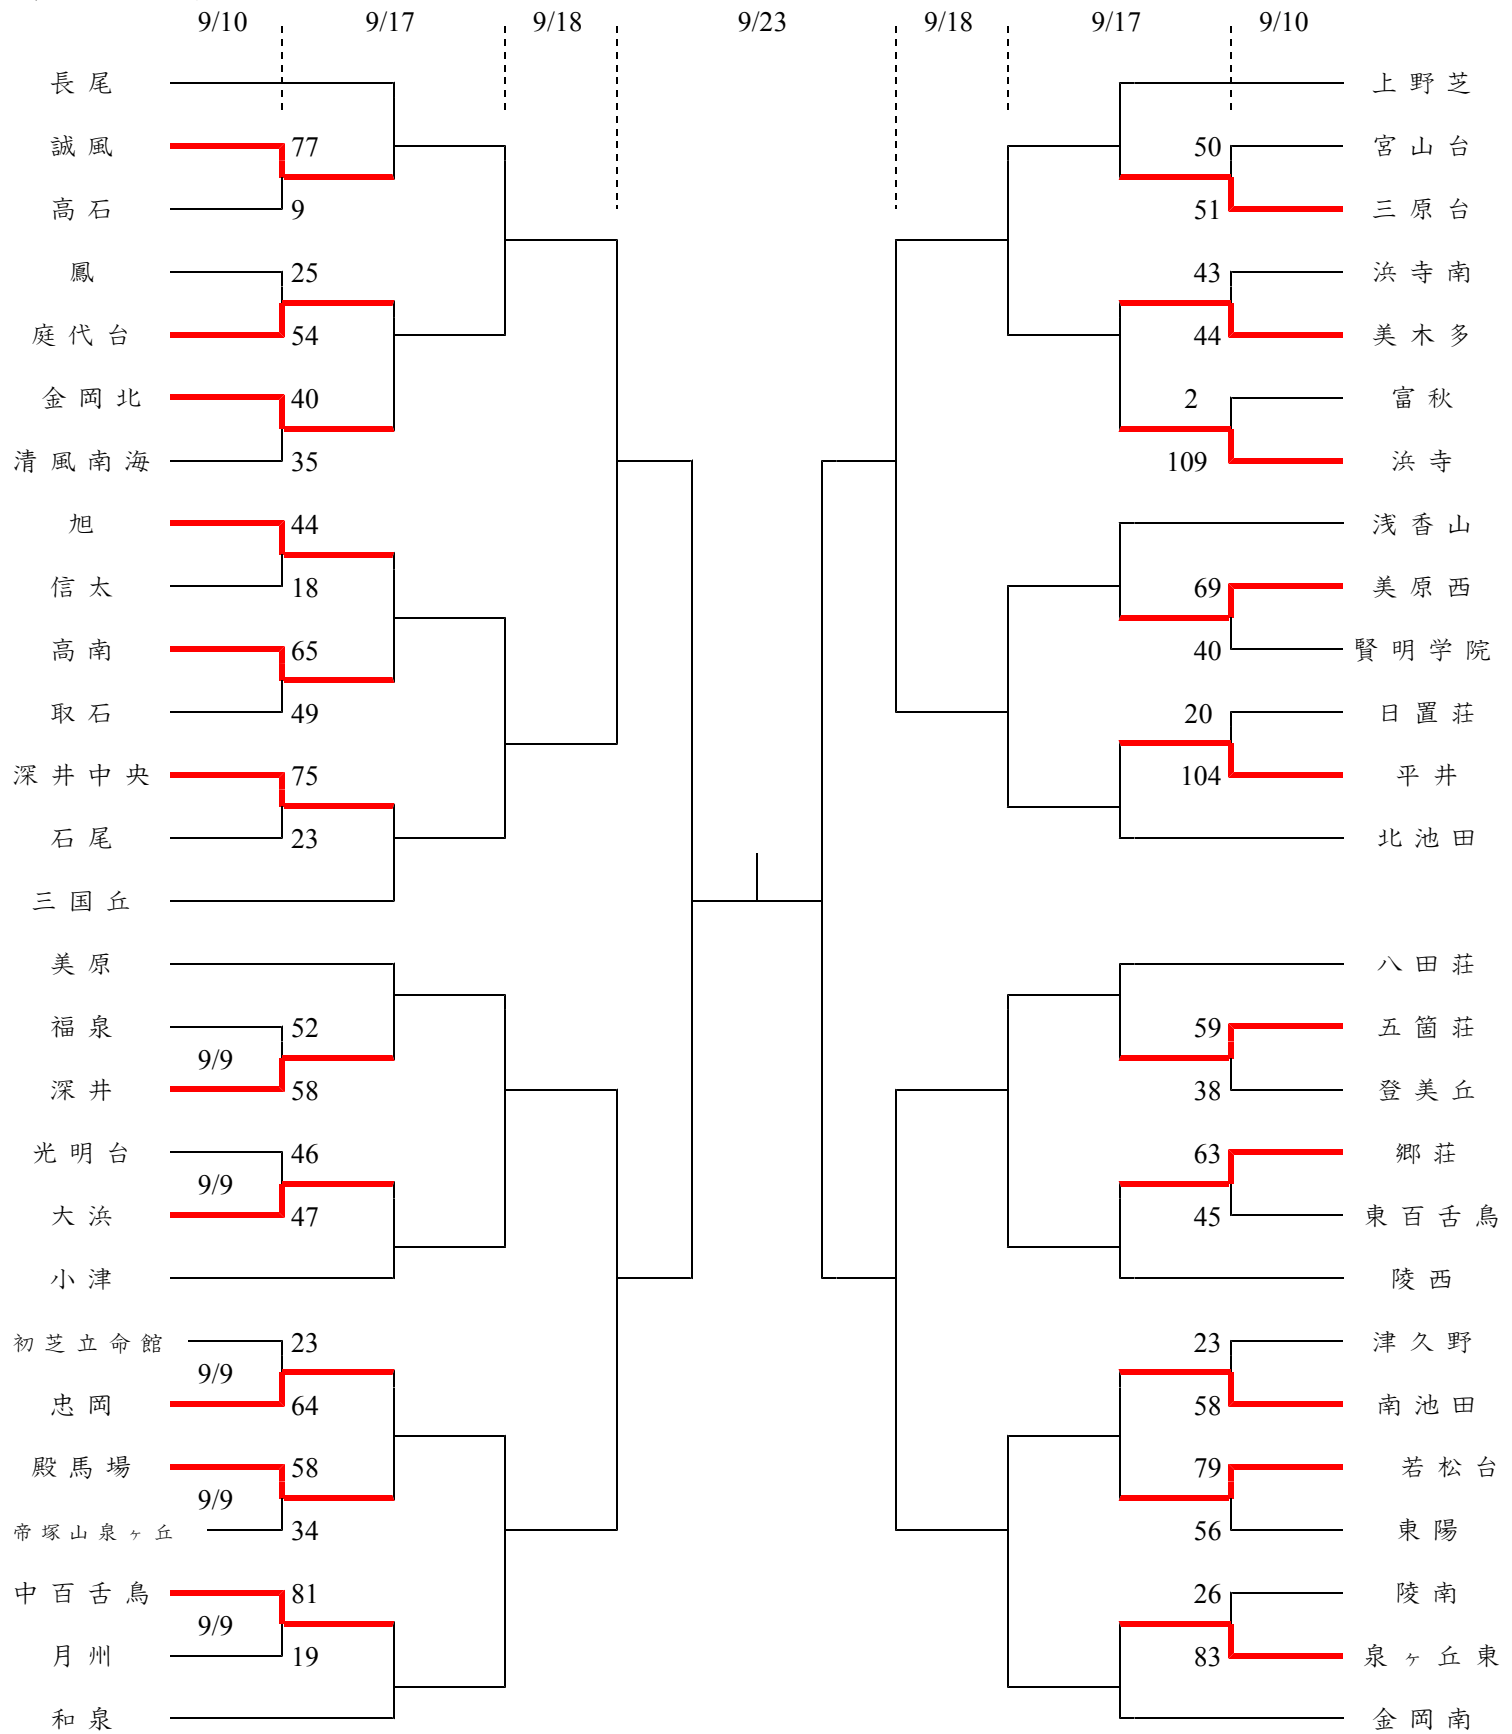 9/10 9/17 9/18 9/23 9/18 9/17 9/10
長尾 上野芝
誠風 77 50 宮山台
高石 9 51 三原台
鳳 25 43 浜寺南
庭代台 54 44 美木多
金岡北 40 2 富秋
清風南海 35 109 浜寺
旭 44 浅香山
信太 18 69 美原西
高南 65 40 賢明学院
取石 49 20 日置荘
深井中央 75 104 平井
石尾 23 北池田
三国丘
美原 八田荘
福泉 52 59 五箇荘
9/9
深井 58 38 登美丘
光明台 46 63 郷荘
9/9
大浜 47 45 東百舌鳥
小津 陵西
初芝立命館 23 23 津久野
9/9
忠岡 64 58 南池田
殿馬場 58 79 若松台
9/9
帝塚山泉ヶ丘 34 56 東陽
中百舌鳥 81 26 陵南
9/9
月州 19 83 泉ヶ丘東
和泉 金岡南